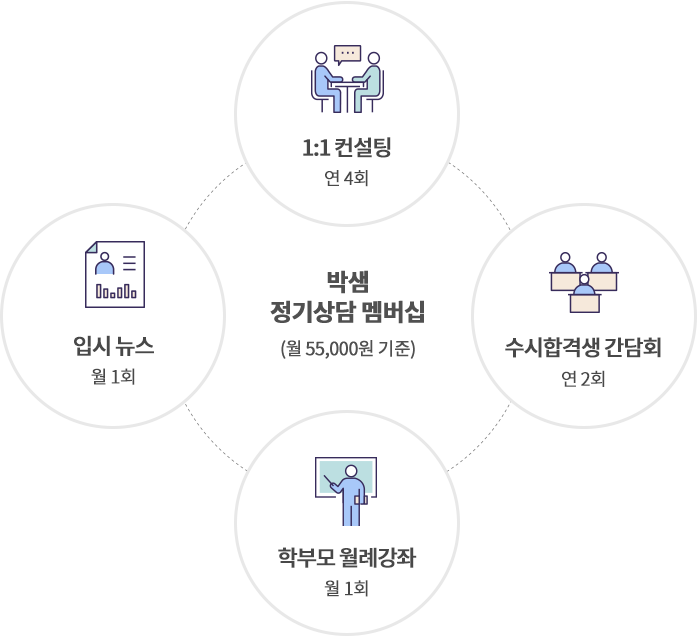 1:1 컨설팅
연 4회
박샘
정기상담 멤버십
(월 55,000원 기준)
입시 뉴스
월 1회
수시합격생 간담회
연 2회
학부모 월례강좌
월 1회